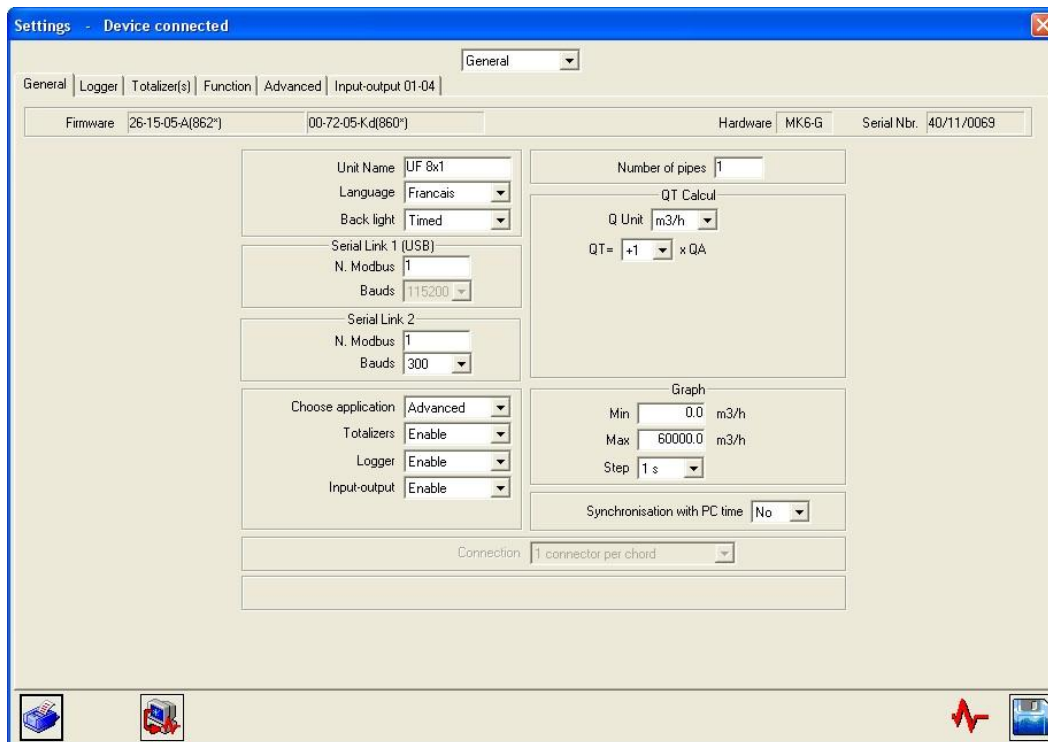 Settings - Device connected
General
General Logger Totalizer(s) Function Advanced Input-output 01-04
Firmware 26-15-05-A(862*) 00-72-05-Kd(860*) Hardware MK6-G Serial Nbr. 40/11/0069
Unit Name UF 8x1
Language Francais
Back light Timed
Serial Link 1 (USB)
N. Modbus 1
Bauds 115200
Serial Link 2
N. Modbus 1
Bauds 300
Choose application Advanced
Totalizers Enable
Logger Enable
Input-output Enable
Number of pipes 1
QT Calcul
Q Unit m3/h
QT= +1 x QA
Graph
Min 0.0 m3/h
Max 60000.0 m3/h
Step 1 s
Synchronisation with PC time No
Connection 1 connector per chord